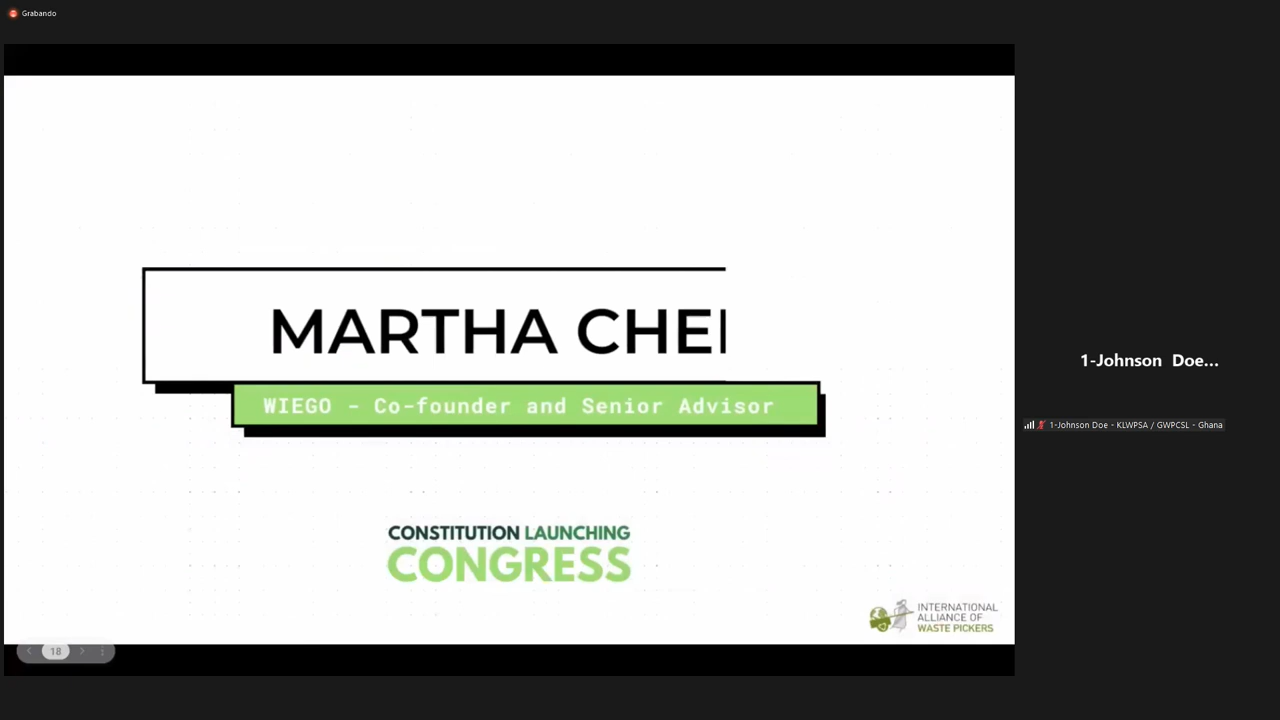 Grabando
MARTHA CHE
WIEGO - Co-founder and Senior Advisor
CONSTITUTION LAUNCHING
CONGRESS
INTERNATIONAL
ALLIANCE OF
WASTE PICKERS
18
1-Johnson Doe...
1-Johnson Doe - KLWPSA / GWPCSL - Ghana